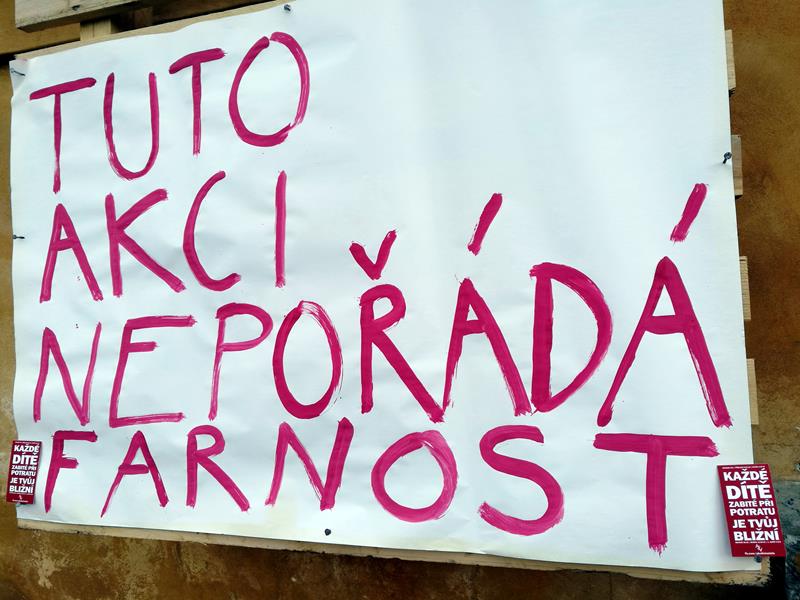 TUTO
AKCI
NEPOŘÁDÁ
FARNOST
KAŽDÉ
DÍTĚ
ZABITÉ PŘI
POTRATU
JE TVŮJ
BLIŽNÍ
KAŽDÉ
DÍTĚ
ZABITÉ PŘI
POTRATU
JE TVŮJ
BLIŽNÍ